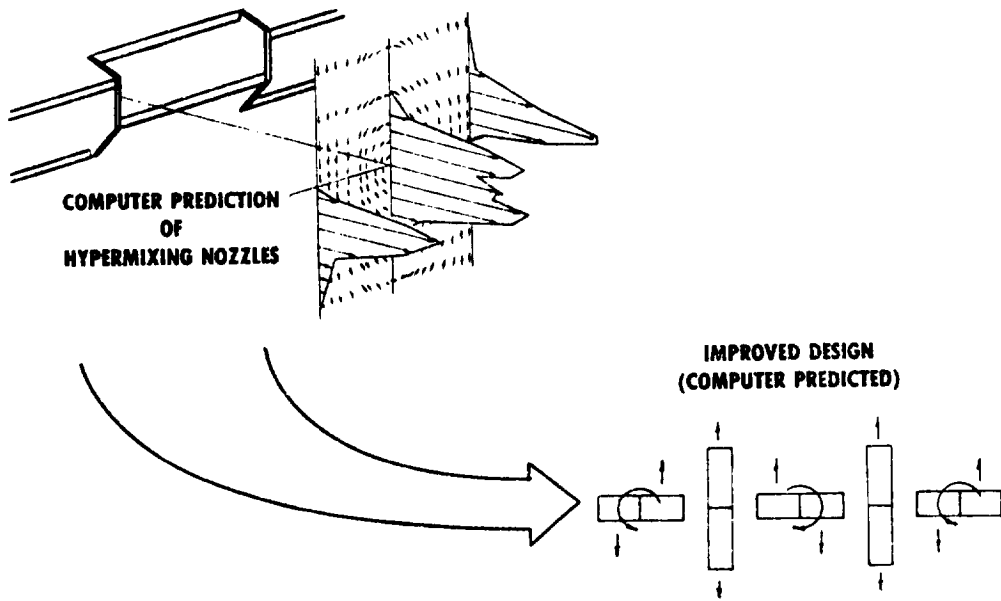 COMPUTER PREDICTION
OF
HYPERMIXING NOZZLES
IMPROVED DESIGN
(COMPUTER PREDICTED)